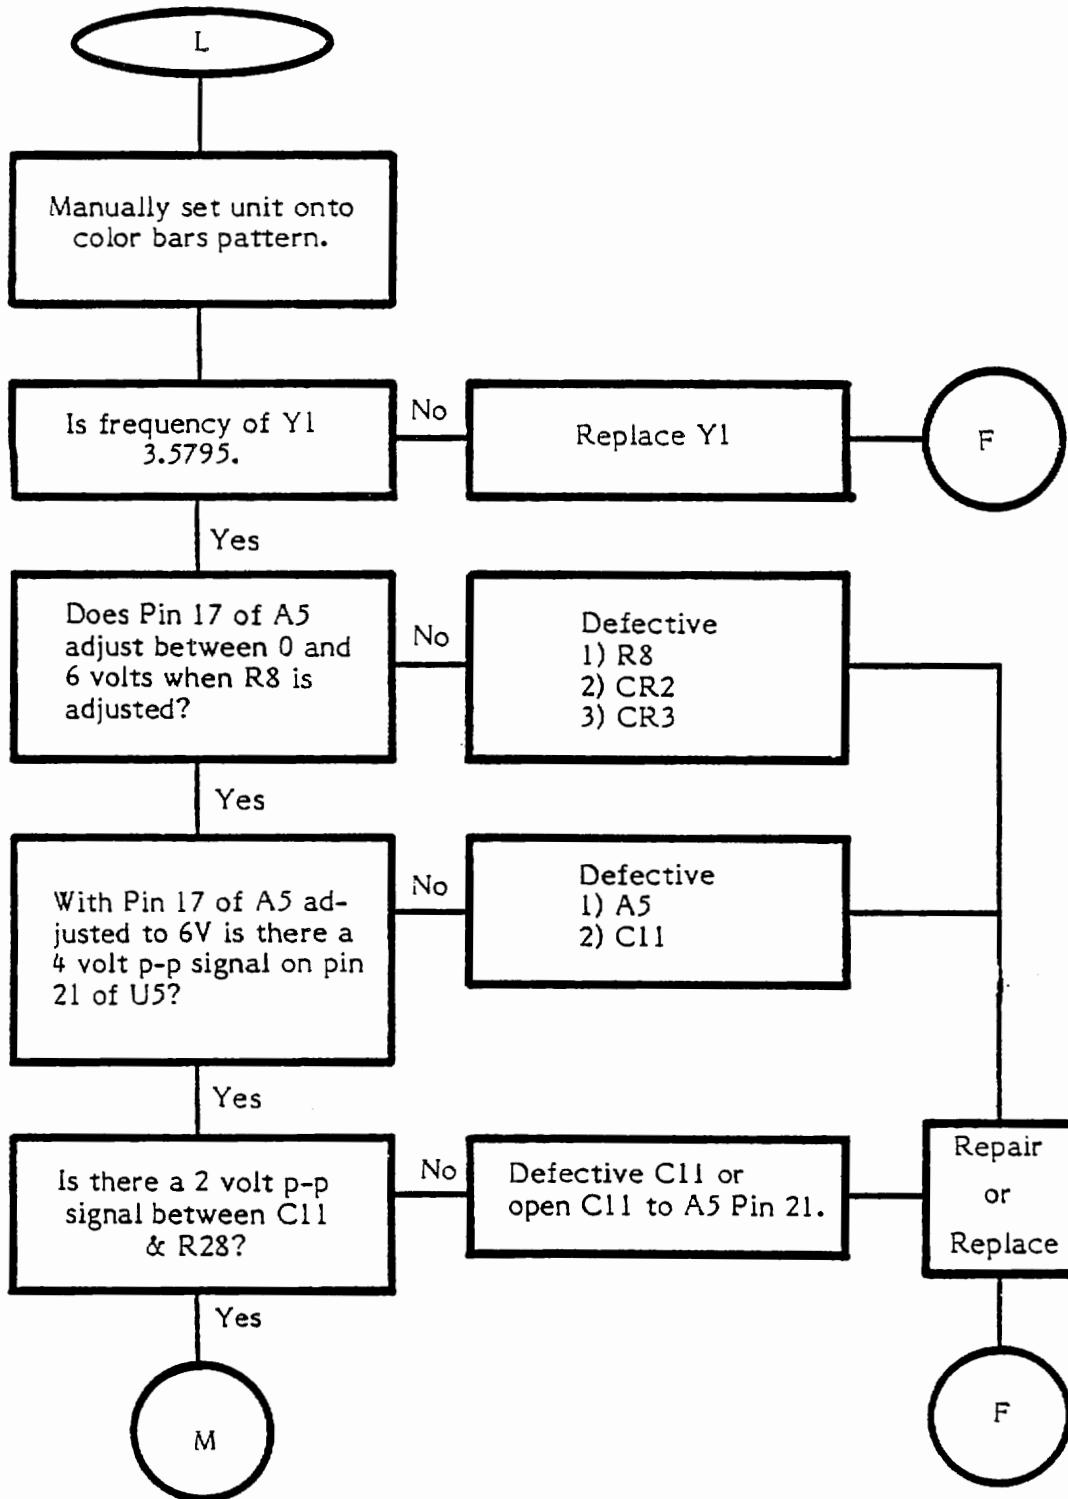 L
Manually set unit onto
color bars pattern.
Is frequency of Y1
3.5795.
No
Replace Y1
F
Yes
Does Pin 17 of A5
adjust between 0 and
6 volts when R8 is
adjusted?
No
Defective
1) R8
2) CR2
3) CR3
Yes
With Pin 17 of A5 ad-
justed to 6V is there a
4 volt p-p signal on pin
21 of U5?
No
Defective
1) A5
2) C11
Yes
Is there a 2 volt p-p
signal between C11
& R28?
No
Defective C11 or
open C11 to A5 Pin 21.
Repair
or
Replace
Yes
M
F